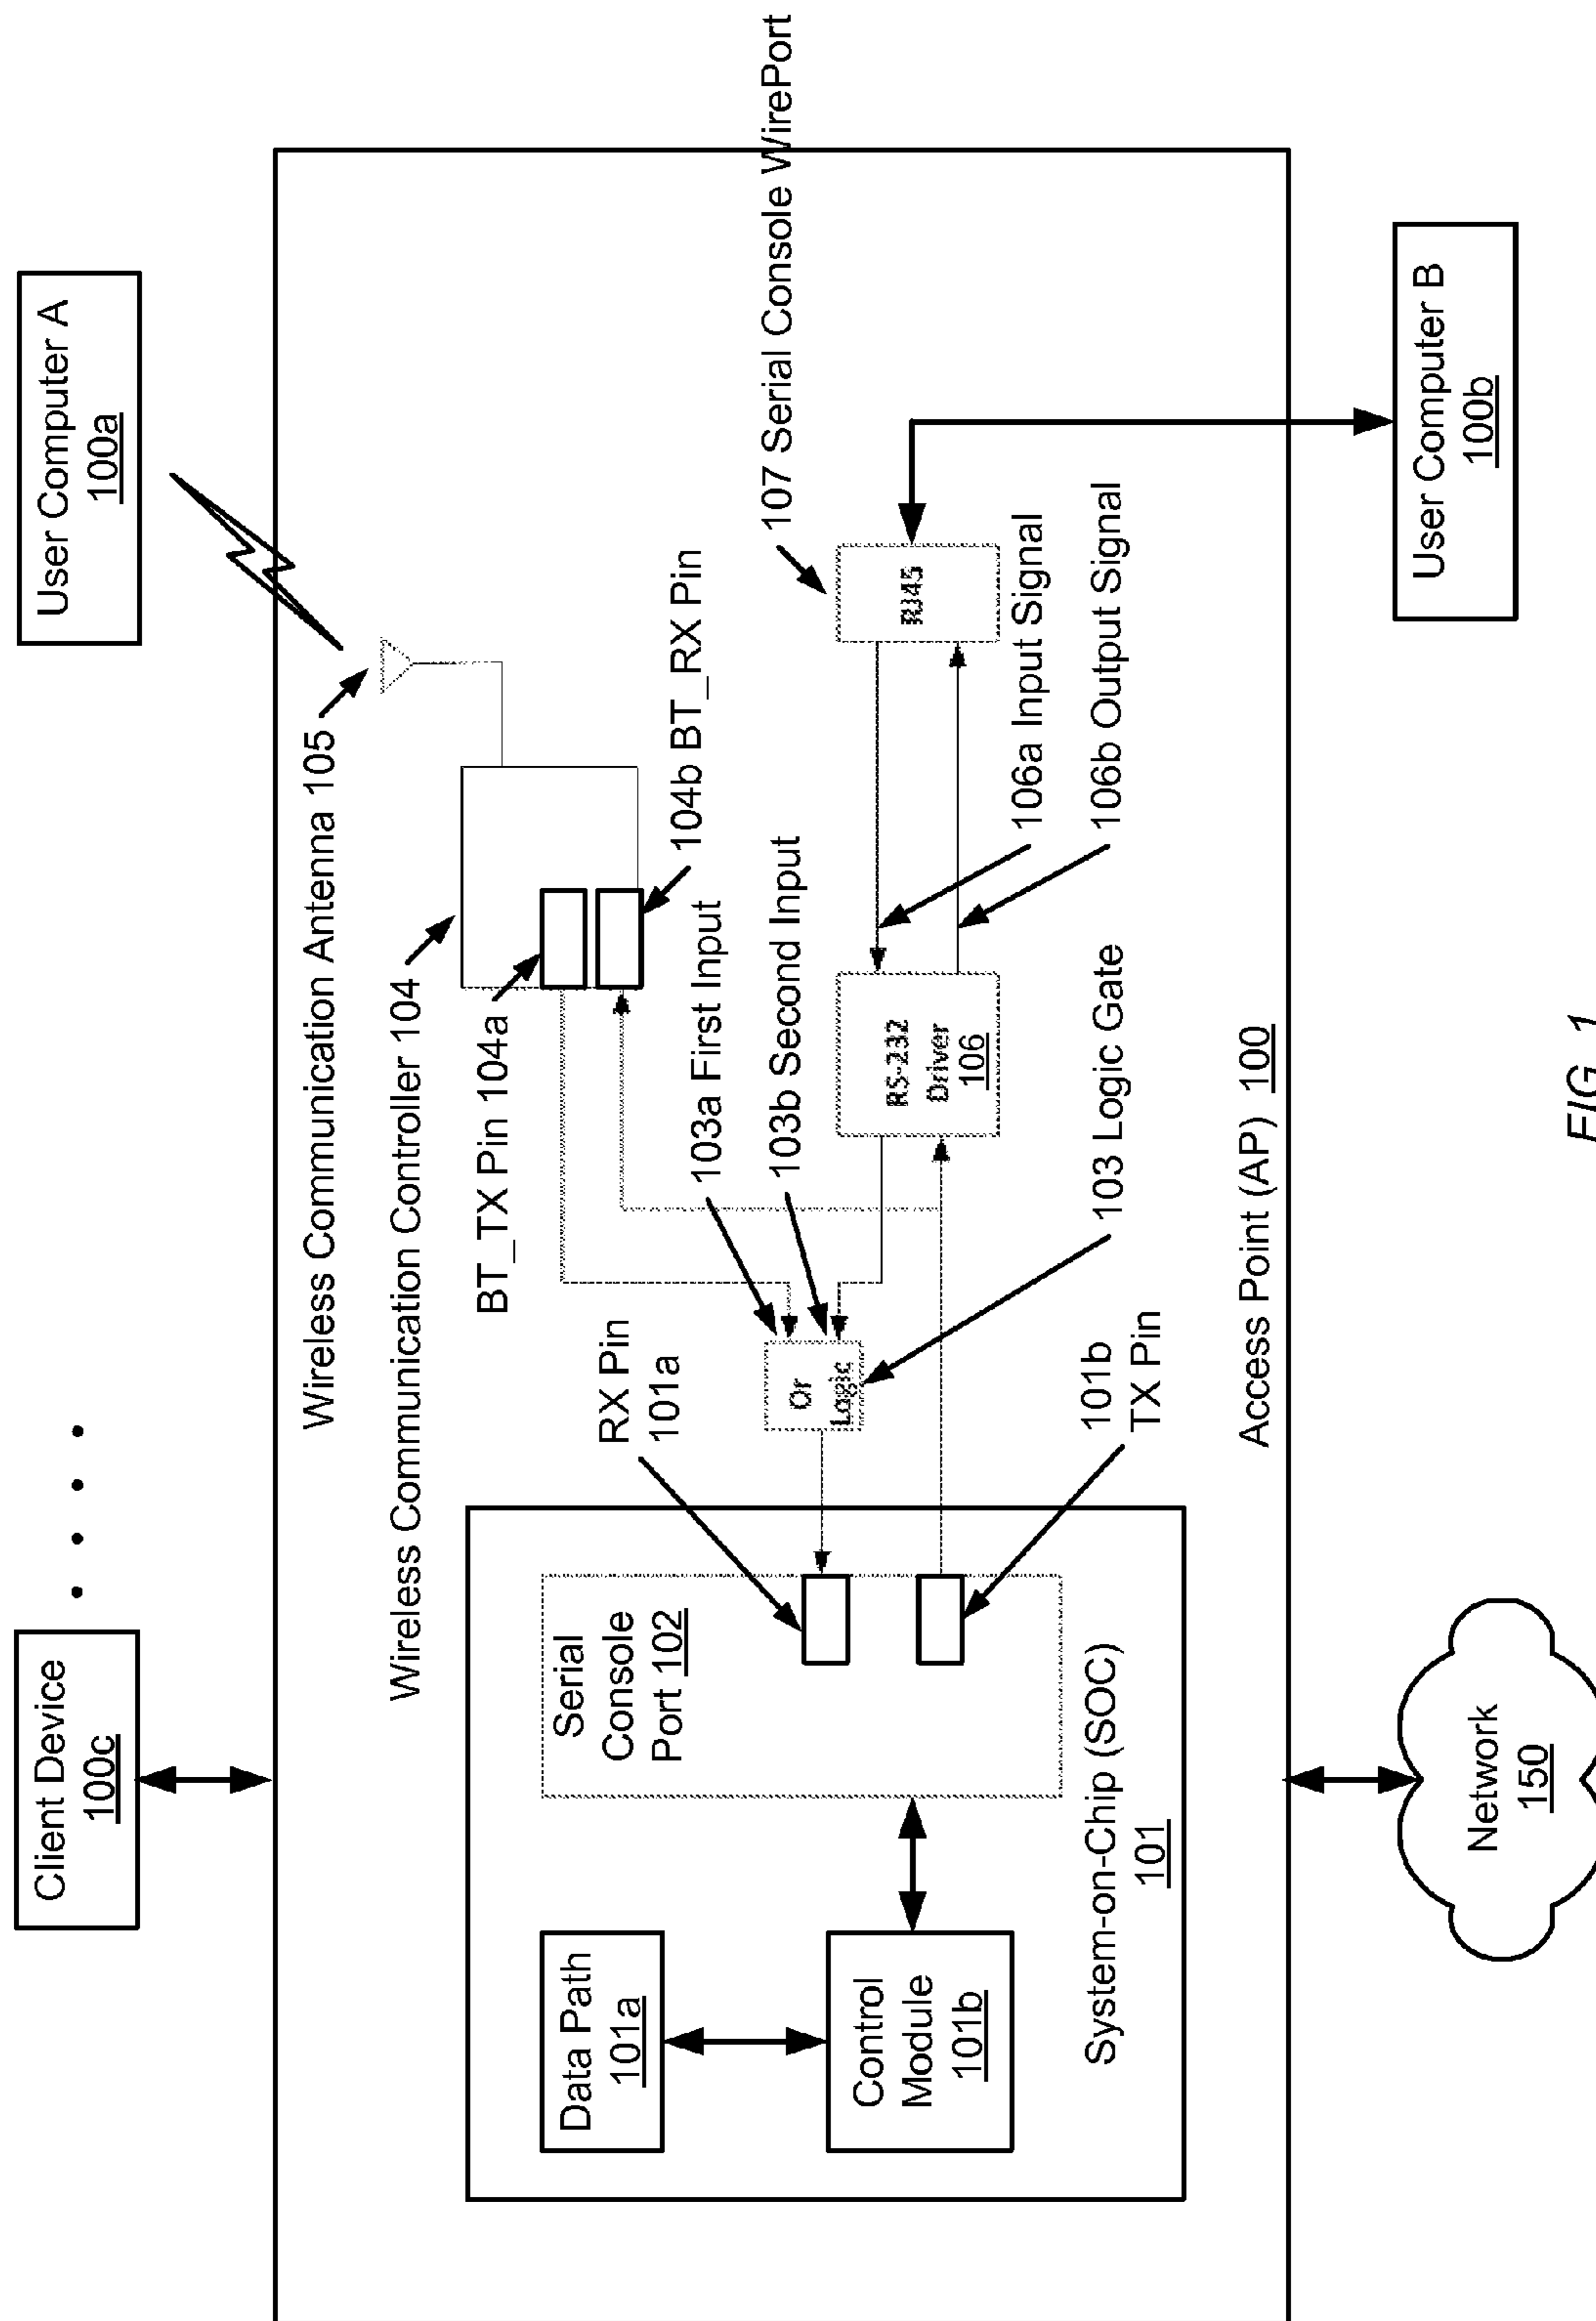 Client Device
100c
. . . .
User Computer A
100a
Wireless Communication Antenna 105
Wireless Communication Controller 104
BT_TX Pin 104a
104b BT_RX Pin
107 Serial Console WirePort
103a First Input
103b Second Input
RX Pin
101a
Or
Logic
RS-232
Driver
106
RJ45
106a Input Signal
106b Output Signal
103 Logic Gate
101b
TX Pin
Data Path
101a
Control
Module
101b
Serial
Console
Port 102
System-on-Chip (SOC)
101
Access Point (AP) 100
Network
150
User Computer B
100b
FIG. 1